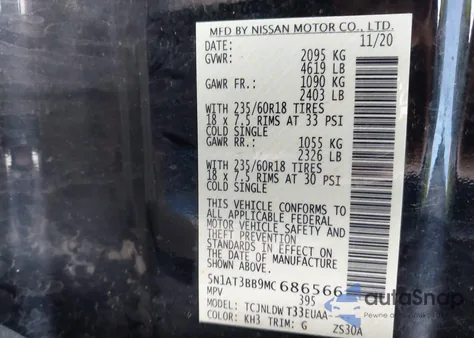 MFD BY NISSAN MOTOR CO., LTD.
DATE: 11/20
GVWR: 2095 KG
4619 LB
GAWR FR.: 1090 KG
2403 LB
WITH 235/60R18 TIRES
18 x 7.5 RIMS AT 33 PSI
COLD SINGLE
GAWR RR.: 1055 KG
2326 LB
WITH 235/60R18 TIRES
18 x 7.5 RIMS AT 30 PSI
COLD SINGLE
THIS VEHICLE CONFORMS TO
ALL APPLICABLE FEDERAL
MOTOR VEHICLE SAFETY AND
THEFT PREVENTION
STANDARDS IN EFFECT ON THE
DATE OF MANUFACTURE SHOWN
ABOVE.
5N1AT3BB9MC686566
MPV 395
MODEL: TCJNLDWT33EUAA-
COLOR: KH3 TRIM: G ZS30A
autoSnap